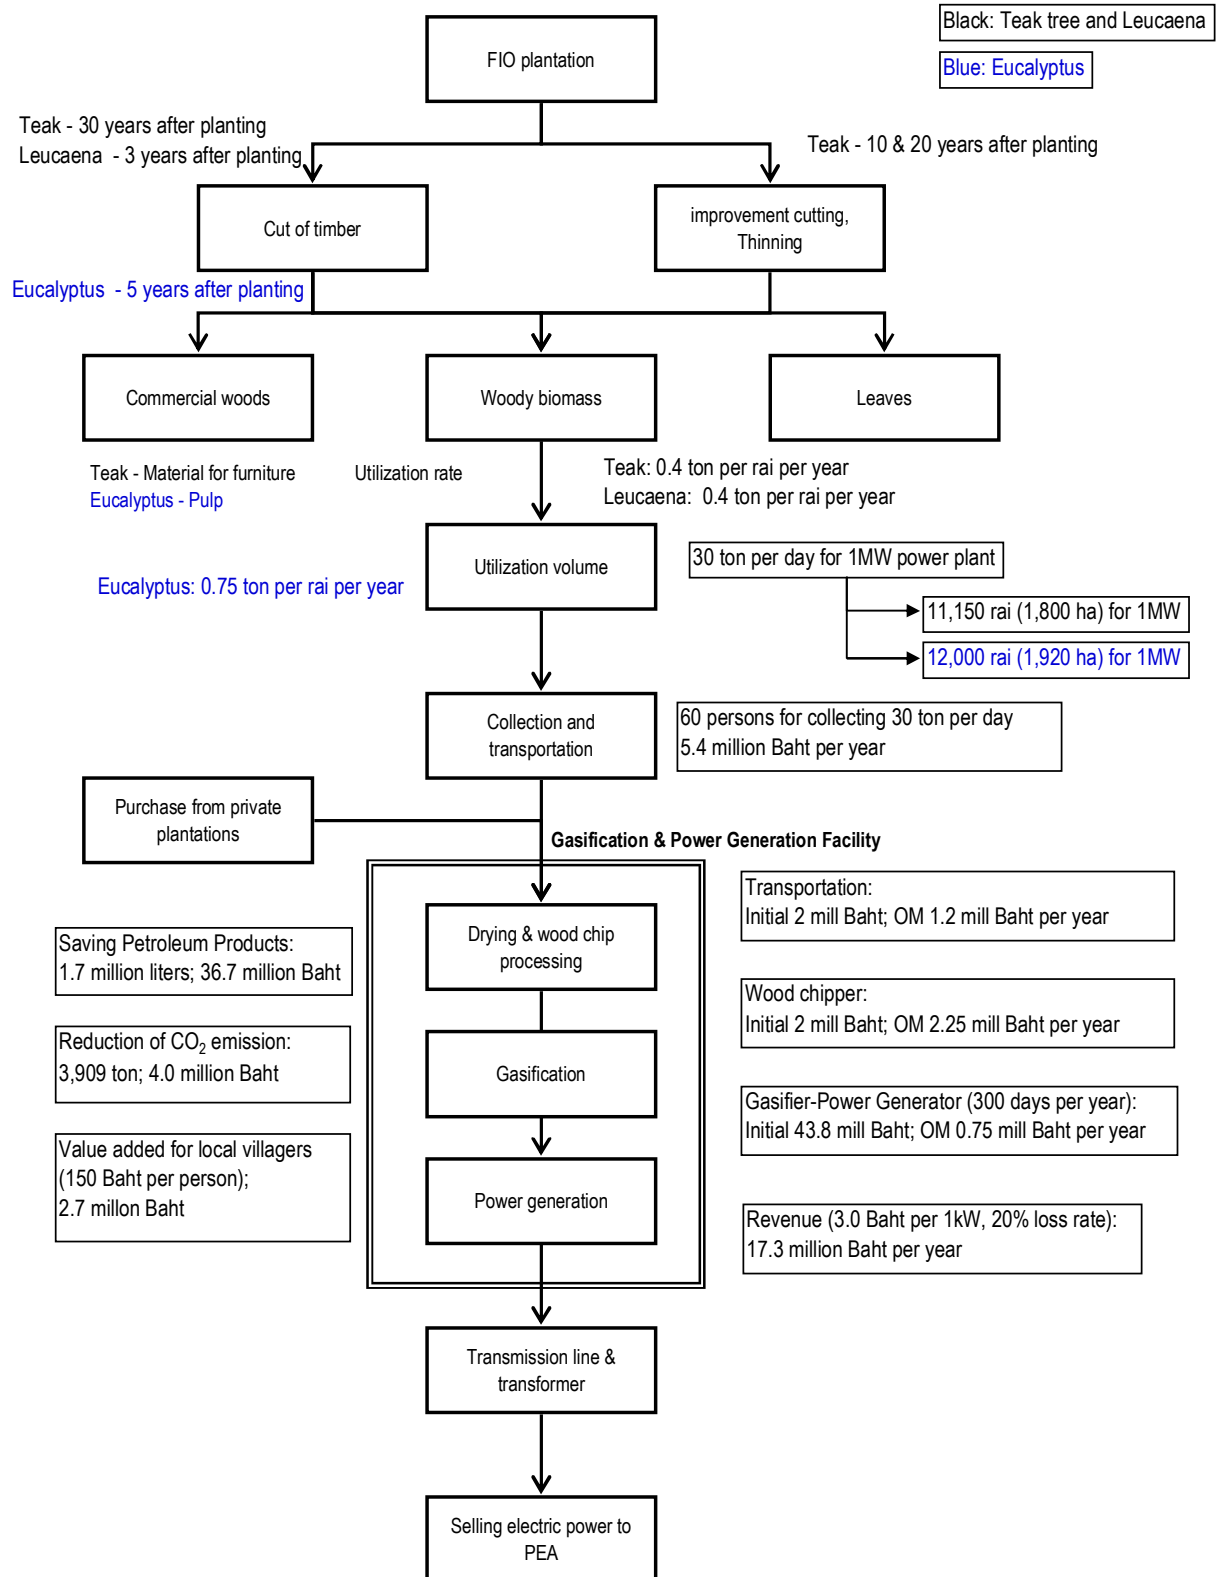 Black: Teak tree and Leucaena
Blue: Eucalyptus
FIO plantation
Teak - 30 years after planting
Leucaena - 3 years after planting
Teak - 10 & 20 years after planting
Cut of timber
improvement cutting,
Thinning
Eucalyptus - 5 years after planting
Commercial woods
Woody biomass
Leaves
Teak - Material for furniture
Eucalyptus - Pulp
Utilization rate
Teak: 0.4 ton per rai per year
Leucaena: 0.4 ton per rai per year
Utilization volume
Eucalyptus: 0.75 ton per rai per year
30 ton per day for 1MW power plant
11,150 rai (1,800 ha) for 1MW
12,000 rai (1,920 ha) for 1MW
Collection and
transportation
60 persons for collecting 30 ton per day
5.4 million Baht per year
Purchase from private
plantations
Gasification & Power Generation Facility
Drying & wood chip
processing
Transportation:
Initial 2 mill Baht; OM 1.2 mill Baht per year
Saving Petroleum Products:
1.7 million liters; 36.7 million Baht
Wood chipper:
Initial 2 mill Baht; OM 2.25 mill Baht per year
Reduction of CO₂ emission:
3,909 ton; 4.0 million Baht
Gasification
Gasifier-Power Generator (300 days per year):
Initial 43.8 mill Baht; OM 0.75 mill Baht per year
Value added for local villagers
(150 Baht per person);
2.7 millon Baht
Power generation
Revenue (3.0 Baht per 1kW, 20% loss rate):
17.3 million Baht per year
Transmission line &
transformer
Selling electric power to
PEA